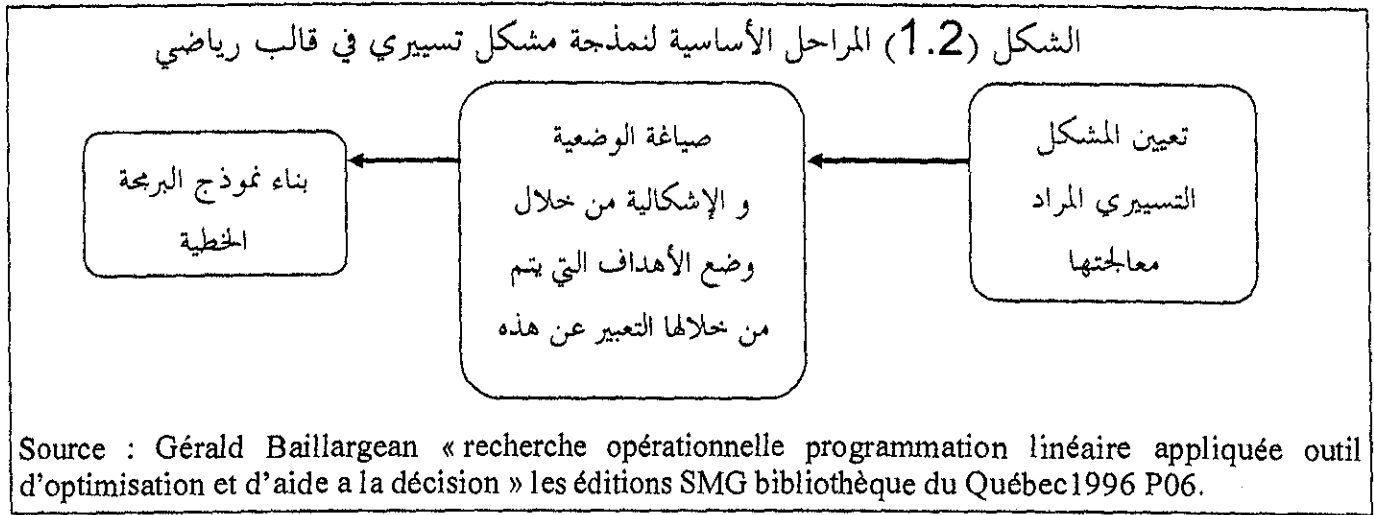 الشكل (1.2) المراحل الأساسية لنمذجة مشكل تسييري في قالب رياضي
تعيين المشكل
التسييري المراد
معالجتها
صياغة الوضعية
و الإشكالية من خلال
وضع الأهداف التي يتم
من خلالها التعبير عن هذه
بناء نموذج البرمجة
الخطية
Source : Gérald Baillargean « recherche opérationnelle programmation linéaire appliquée outil
d'optimisation et d'aide a la décision » les éditions SMG bibliothèque du Québec1996 P06.